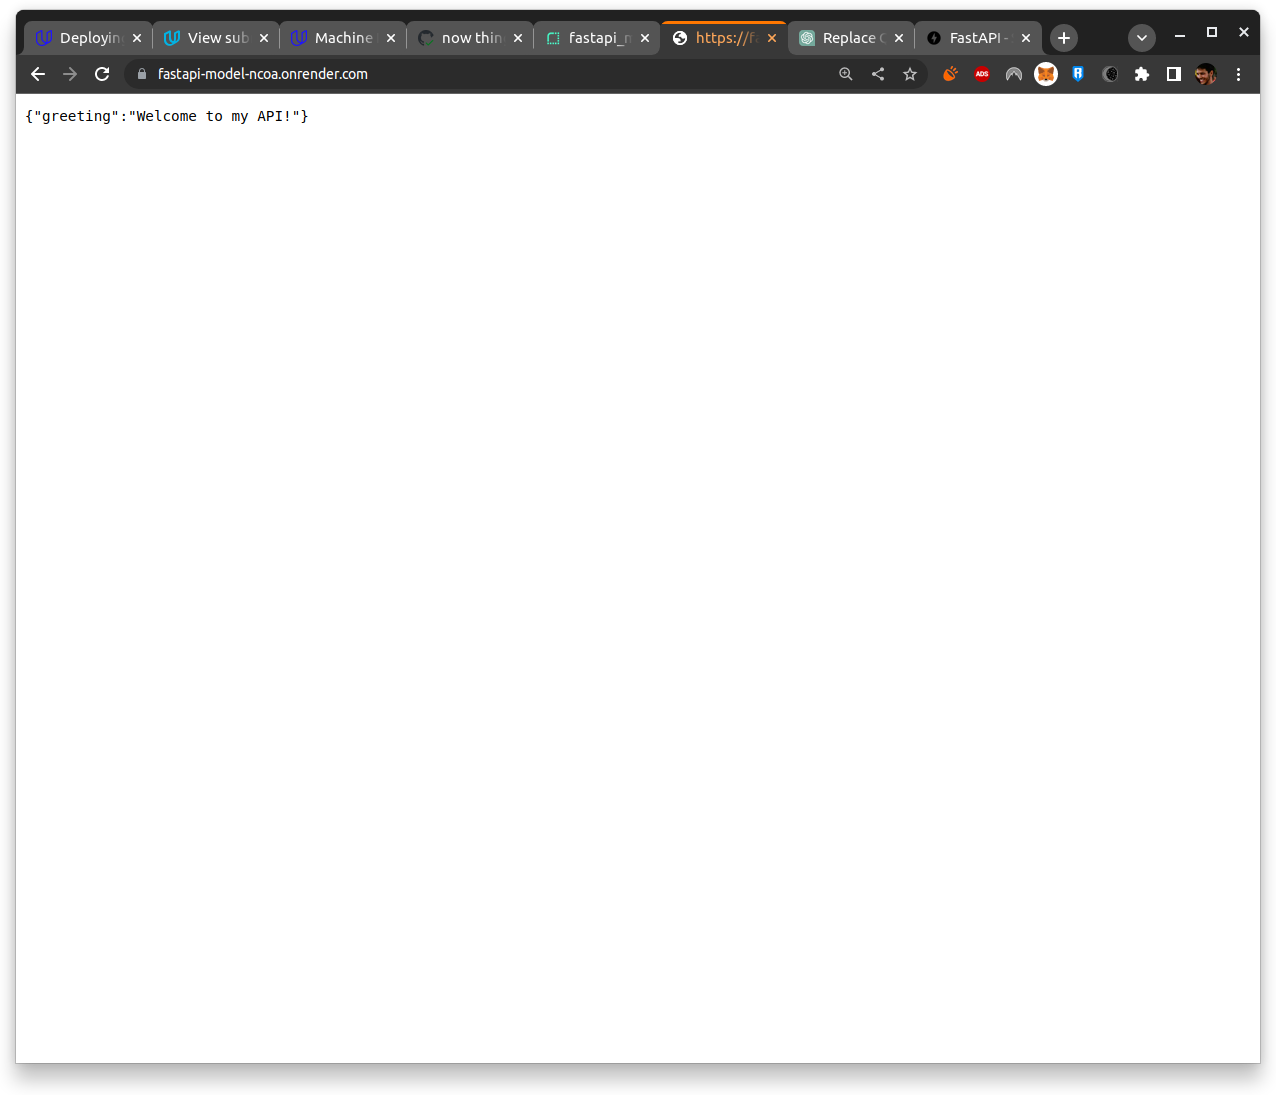 Deployin
View sub
Machine
now thin
fastapi_
https://f
Replace
FastAPI -
fastapi-model-ncoa.onrender.com
ADS
{"greeting":"Welcome to my API!"}